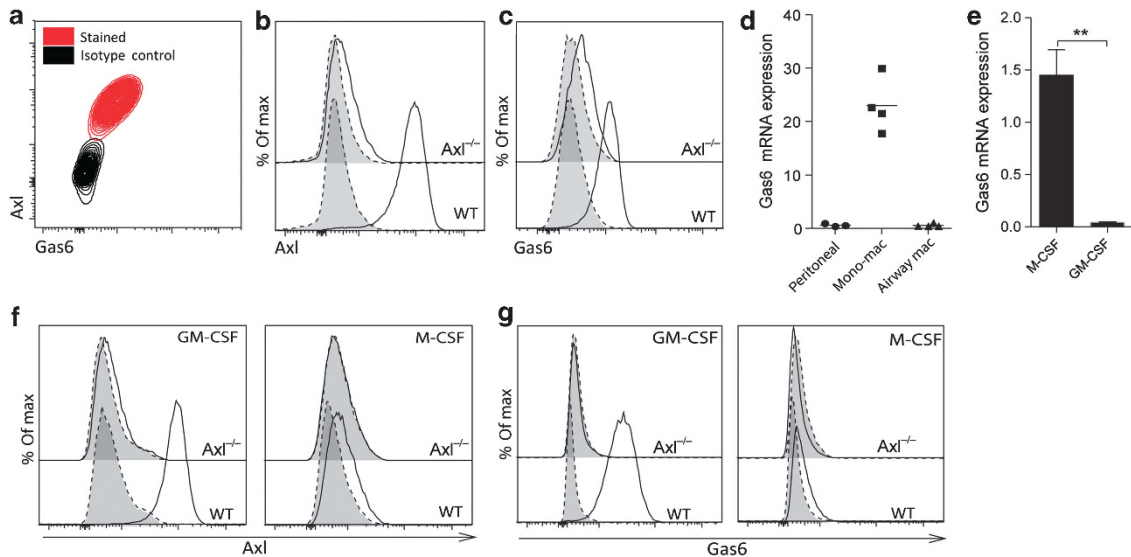 a
Stained
Isotype control
Axl
Gas6
b
% Of max
Axl-/-
WT
Axl
c
% Of max
Axl-/-
WT
Gas6
d
Gas6 mRNA expression
40
30
20
10
0
Peritoneal
Mono-mac
Airway mac
e
Gas6 mRNA expression
2.0
1.5
1.0
0.5
0.0
**
M-CSF
GM-CSF
f
% Of max
GM-CSF
Axl-/-
WT
M-CSF
Axl-/-
WT
Axl
g
% Of max
GM-CSF
Axl-/-
WT
M-CSF
Axl-/-
WT
Gas6